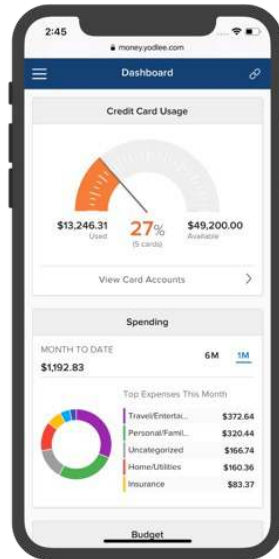 2:45
money.yodlee.com
Dashboard
Credit Card Usage
$13,246.31 27% $49,200.00
Used (5 cards) Available
View Card Accounts
Spending
MONTH TO DATE 6M 1M
$1,192.83
Top Expenses This Month
Travel/Enterta... $372.64
Personal/Famil... $320.44
Uncategorized $166.74
Home/Utilities $160.36
Insurance $83.37
Budget